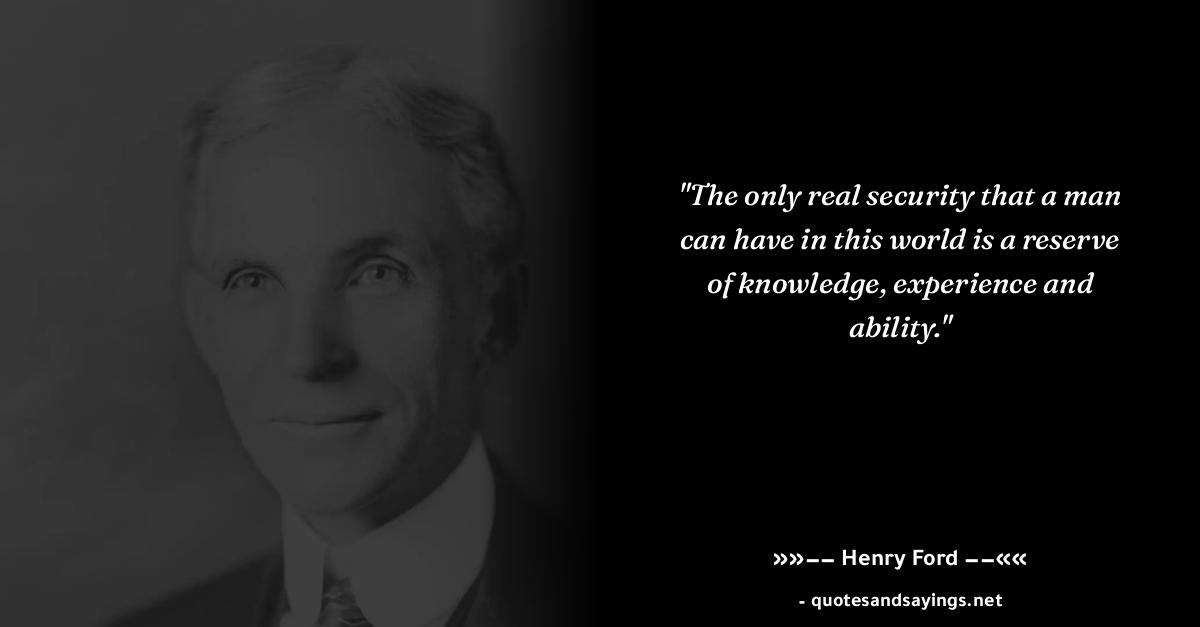 "The only real security that a man
can have in this world is a reserve
of knowledge, experience and
ability."
»»–– Henry Ford ––««
- quotesandsayings.net